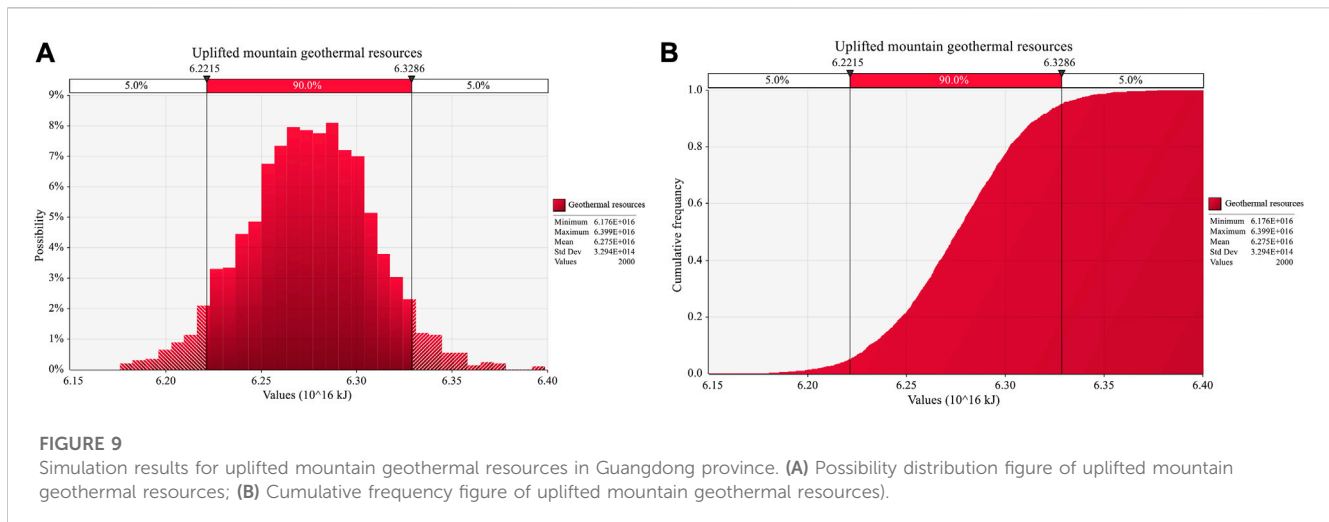 A
Uplifted mountain geothermal resources
6.2215 6.3286
5.0% 90.0% 5.0%
9%
8%
7%
6%
5%
4%
3%
2%
1%
0%
Possibility
6.15 6.20 6.25 6.30 6.35 6.40
Values (10^16 kJ)
Geothermal resources
Minimum 6.176E+016
Maximum 6.399E+016
Mean 6.275E+016
Std Dev 3.294E+014
Values 2000
B
Uplifted mountain geothermal resources
6.2215 6.3286
5.0% 90.0% 5.0%
1.0
0.8
0.6
0.4
0.2
0.0
Cumulative frequany
6.15 6.20 6.25 6.30 6.35 6.40
Values (10^16 kJ)
Geothermal resources
Minimum 6.176E+016
Maximum 6.399E+016
Mean 6.275E+016
Std Dev 3.294E+014
Values 2000
FIGURE 9
Simulation results for uplifted mountain geothermal resources in Guangdong province. (A) Possibility distribution figure of uplifted mountain
geothermal resources; (B) Cumulative frequency figure of uplifted mountain geothermal resources).